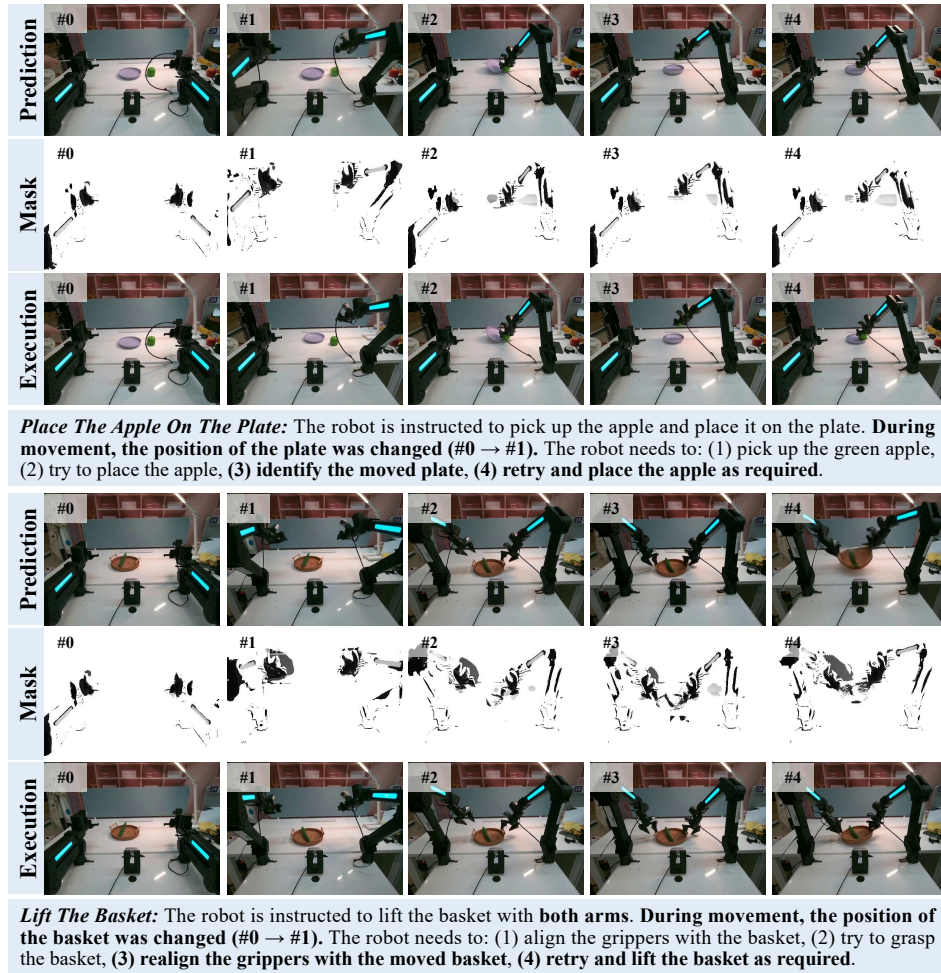 Prediction
#0 #1 #2 #3 #4
Mask
#0 #1 #2 #3 #4
Execution
#0 #1 #2 #3 #4
Place The Apple On The Plate: The robot is instructed to pick up the apple and place it on the plate. During
movement, the position of the plate was changed (#0 → #1). The robot needs to: (1) pick up the green apple,
(2) try to place the apple, (3) identify the moved plate, (4) retry and place the apple as required.
Prediction
#0 #1 #2 #3 #4
Mask
#0 #1 #2 #3 #4
Execution
#0 #1 #2 #3 #4
Lift The Basket: The robot is instructed to lift the basket with both arms. During movement, the position of
the basket was changed (#0 → #1). The robot needs to: (1) align the grippers with the basket, (2) try to grasp
the basket, (3) realign the grippers with the moved basket, (4) retry and lift the basket as required.